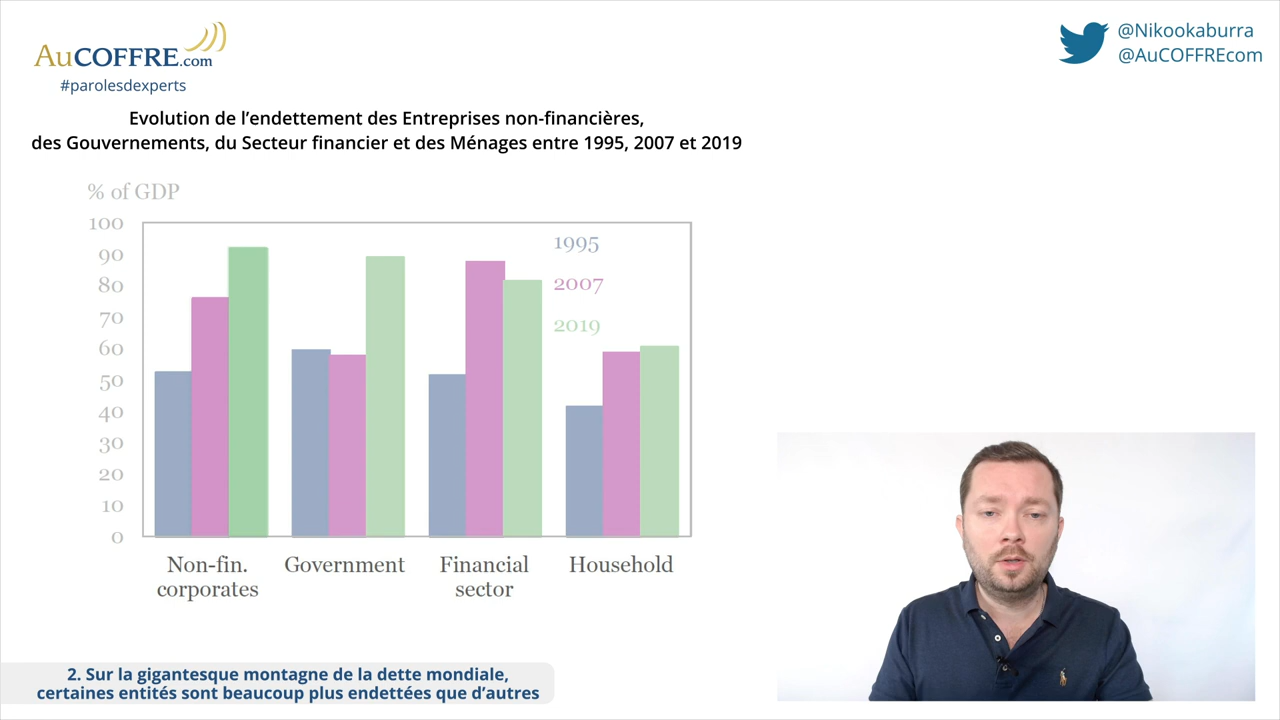 AuCOFFRE.com
#parolesdexperts
@Nikookaburra
@AuCOFFREcom
Evolution de l'endettement des Entreprises non-financières,
des Gouvernements, du Secteur financier et des Ménages entre 1995, 2007 et 2019
% of GDP
100
90
80
70
60
50
40
30
20
10
0
1995
2007
2019
Non-fin.
corporates
Government
Financial
sector
Household
2. Sur la gigantesque montagne de la dette mondiale,
certaines entités sont beaucoup plus endettées que d'autres